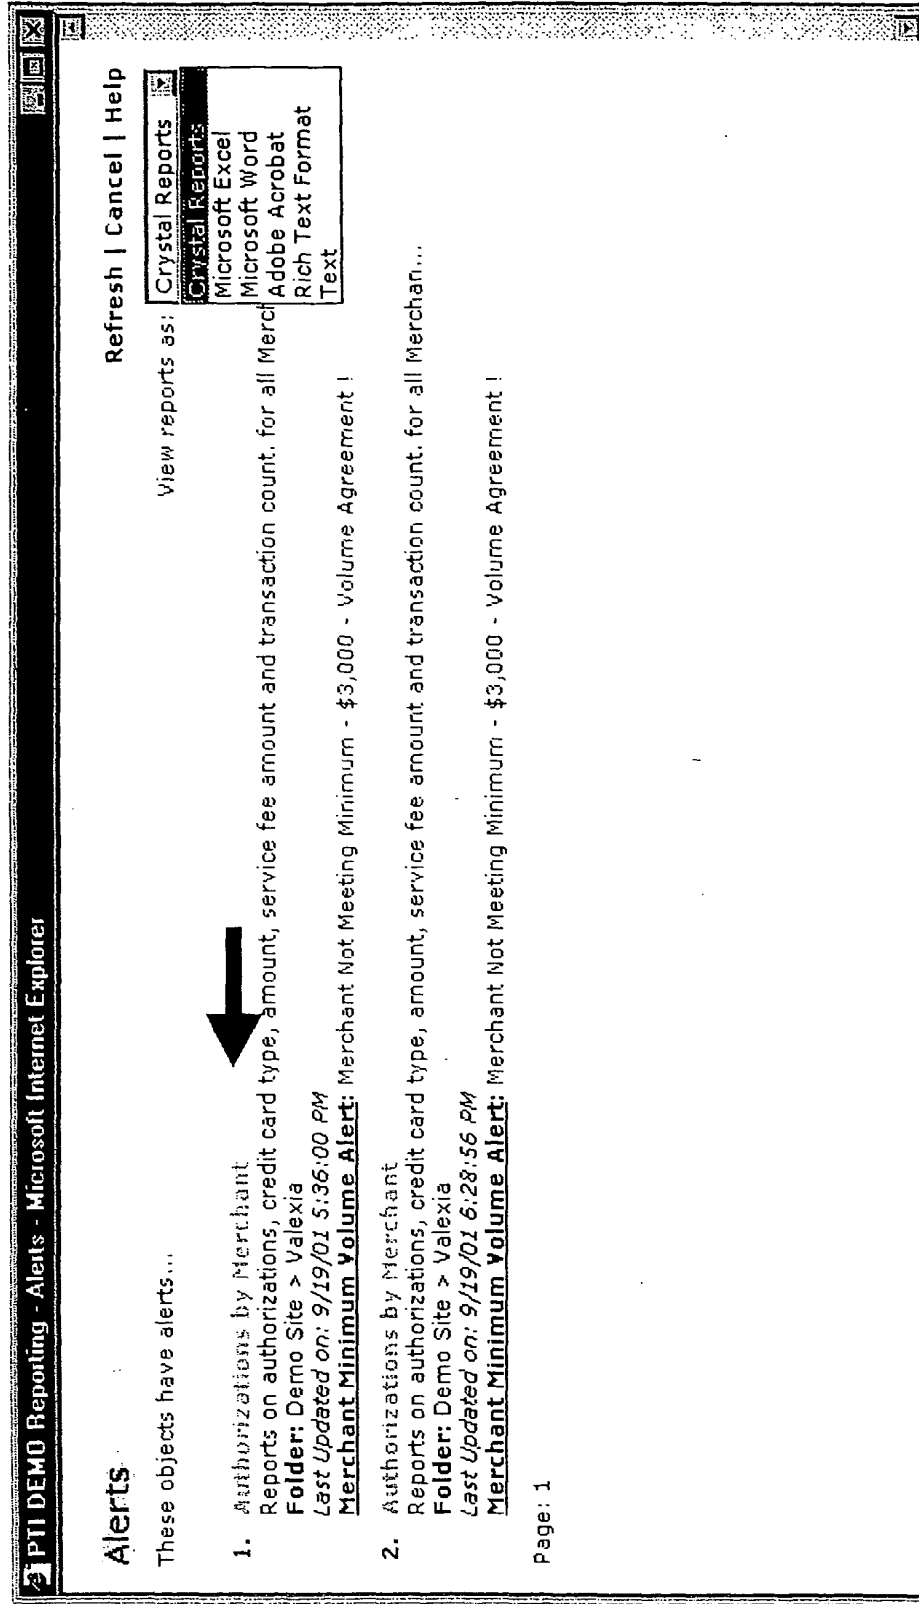 PTI DEMO Reporting - Alerts - Microsoft Internet Explorer
Refresh | Cancel | Help
Alerts
These objects have alerts...
View reports as: Crystal Reports
Crystal Reports
Microsoft Excel
Microsoft Word
Adobe Acrobat
Rich Text Format
Text
1. Authorizations by Merchant
Reports on authorizations, credit card type, amount, service fee amount and transaction count. for all Merch
Folder: Demo Site > Valexia
Last Updated on: 9/19/01 5:36:00 PM
Merchant Minimum Volume Alert: Merchant Not Meeting Minimum - $3,000 - Volume Agreement !
2. Authorizations by Merchant
Reports on authorizations, credit card type, amount, service fee amount and transaction count. for all Merchan...
Folder: Demo Site > Valexia
Last Updated on: 9/19/01 6:28:56 PM
Merchant Minimum Volume Alert: Merchant Not Meeting Minimum - $3,000 - Volume Agreement !
Page: 1